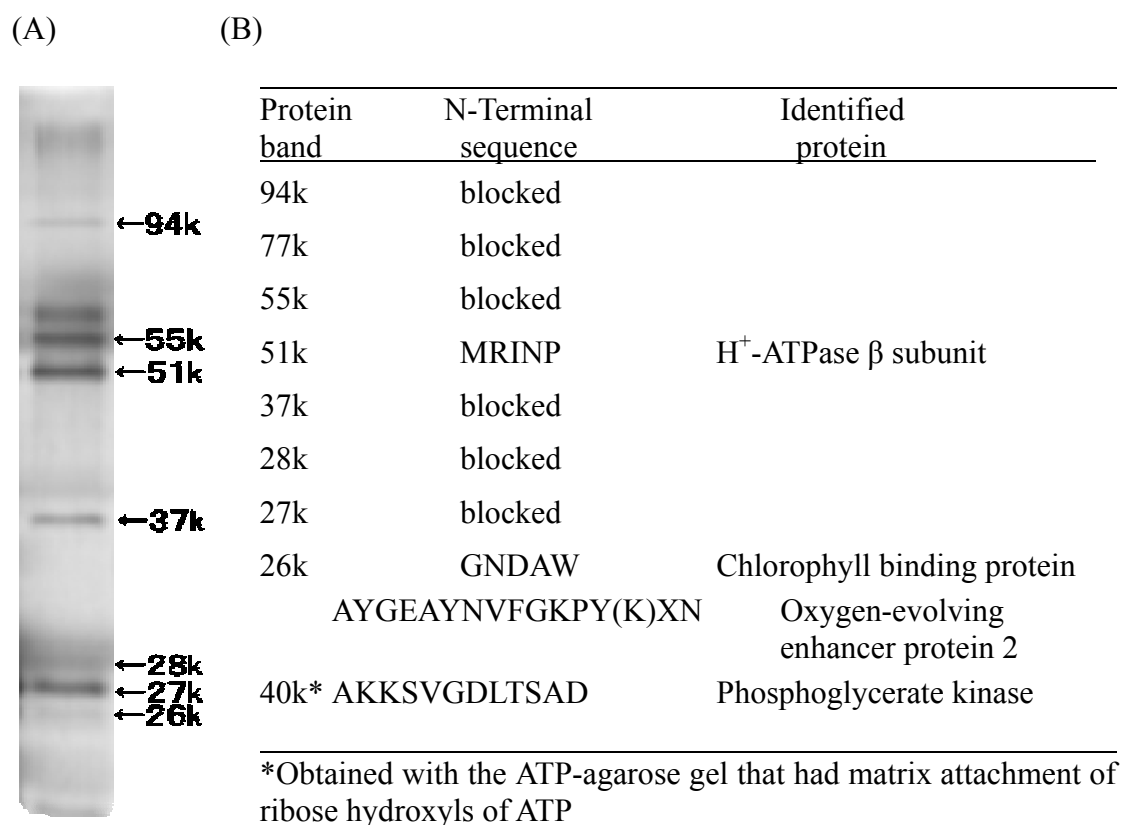 (A)
(B)
←94k
←55k
←51k
←37k
←28k
←27k
←26k
Protein band N-Terminal sequence Identified protein
94k blocked
77k blocked
55k blocked
51k MRINP H⁺-ATPase β subunit
37k blocked
28k blocked
27k blocked
26k GNDAW Chlorophyll binding protein
AYGEAYNVFGKPY(K)XN Oxygen-evolving
enhancer protein 2
40k* AKKSVGDLTSAD Phosphoglycerate kinase
*Obtained with the ATP-agarose gel that had matrix attachment of
ribose hydroxyls of ATP